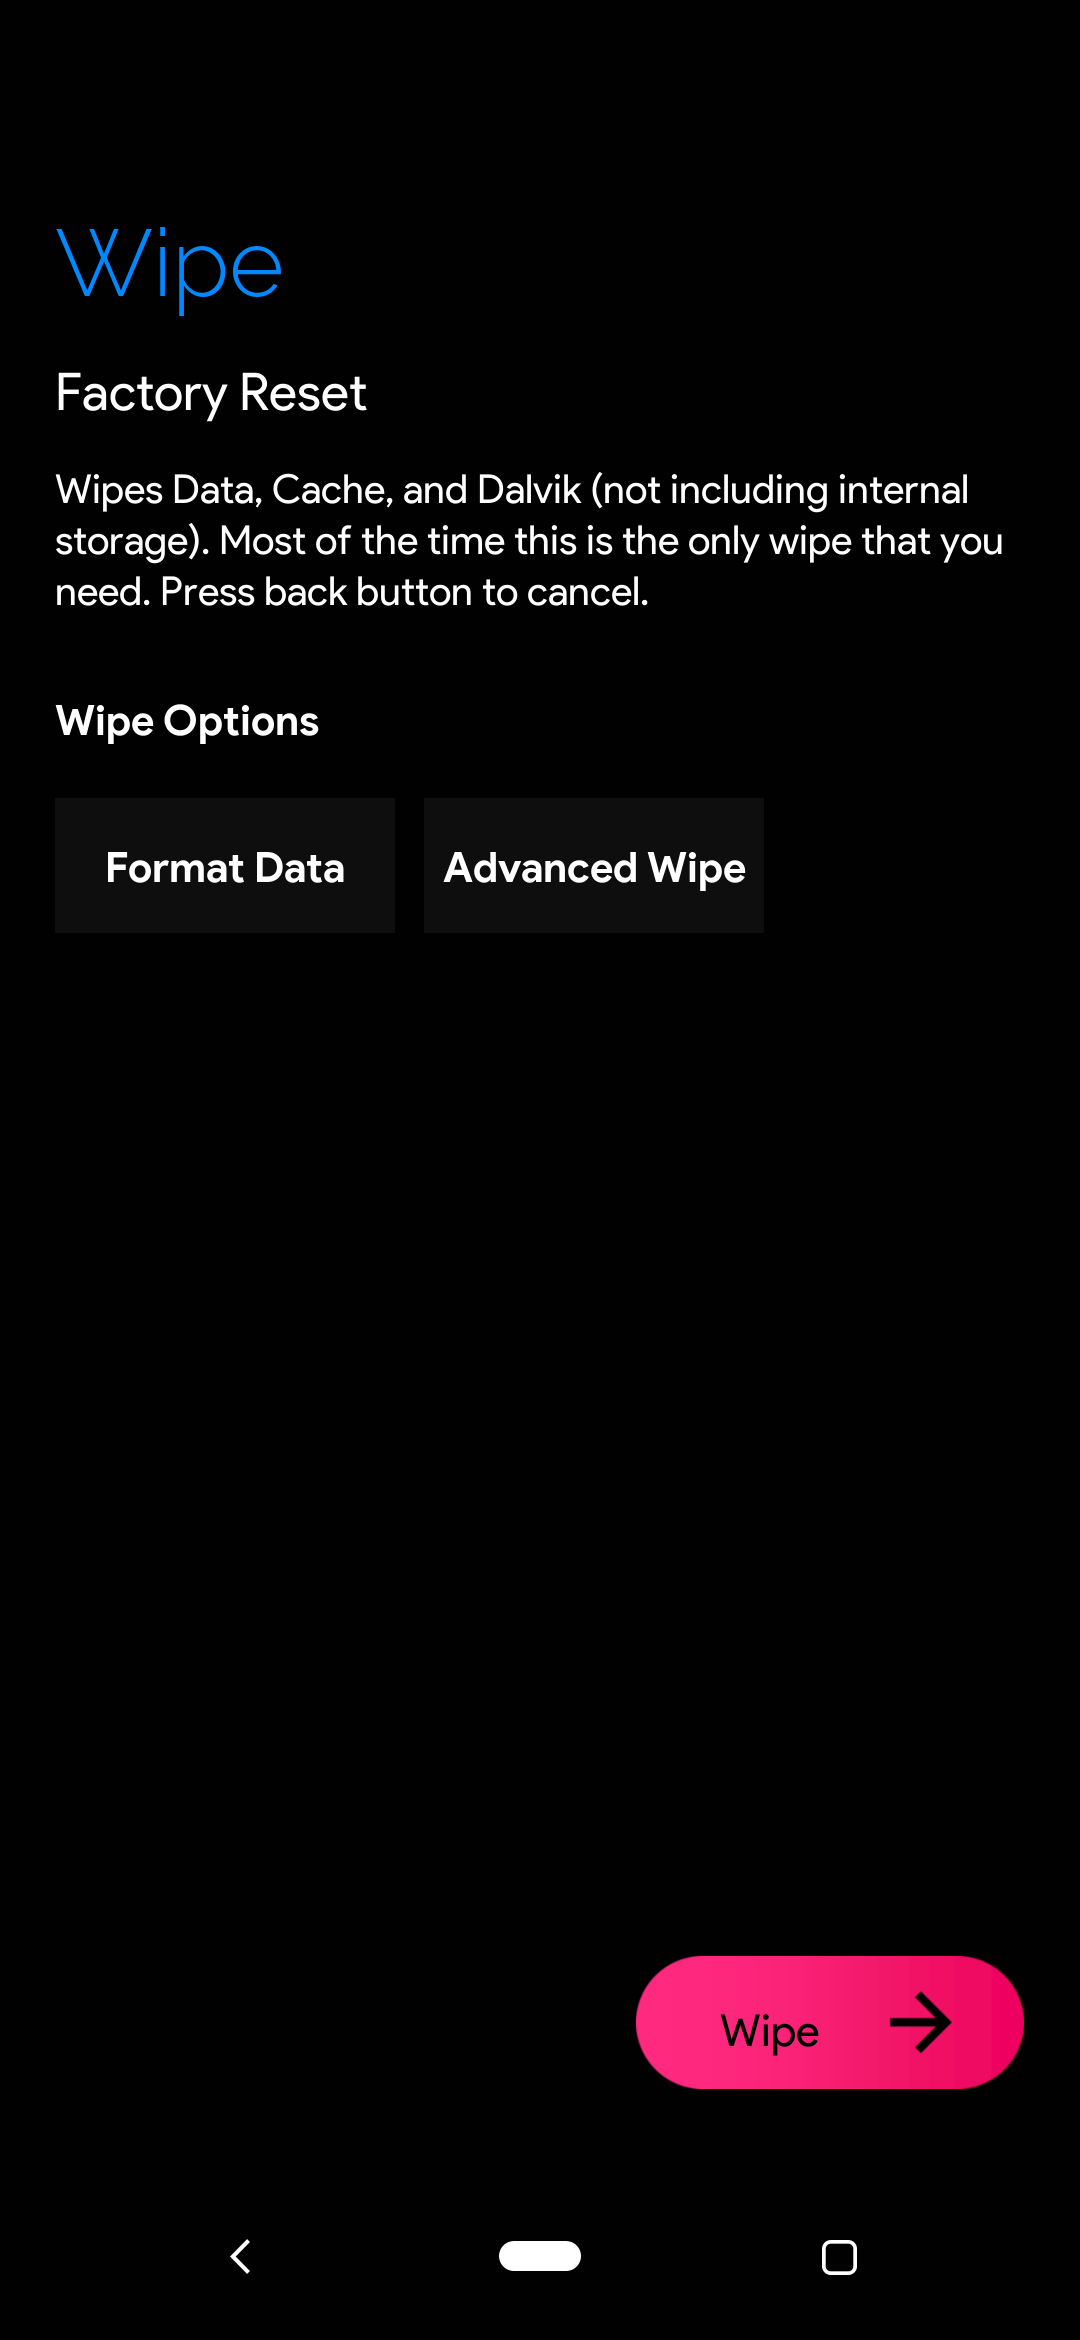 Wipe
Factory Reset
Wipes Data, Cache, and Dalvik (not including internal
storage). Most of the time this is the only wipe that you
need. Press back button to cancel.
Wipe Options
Format Data
Advanced Wipe
Wipe